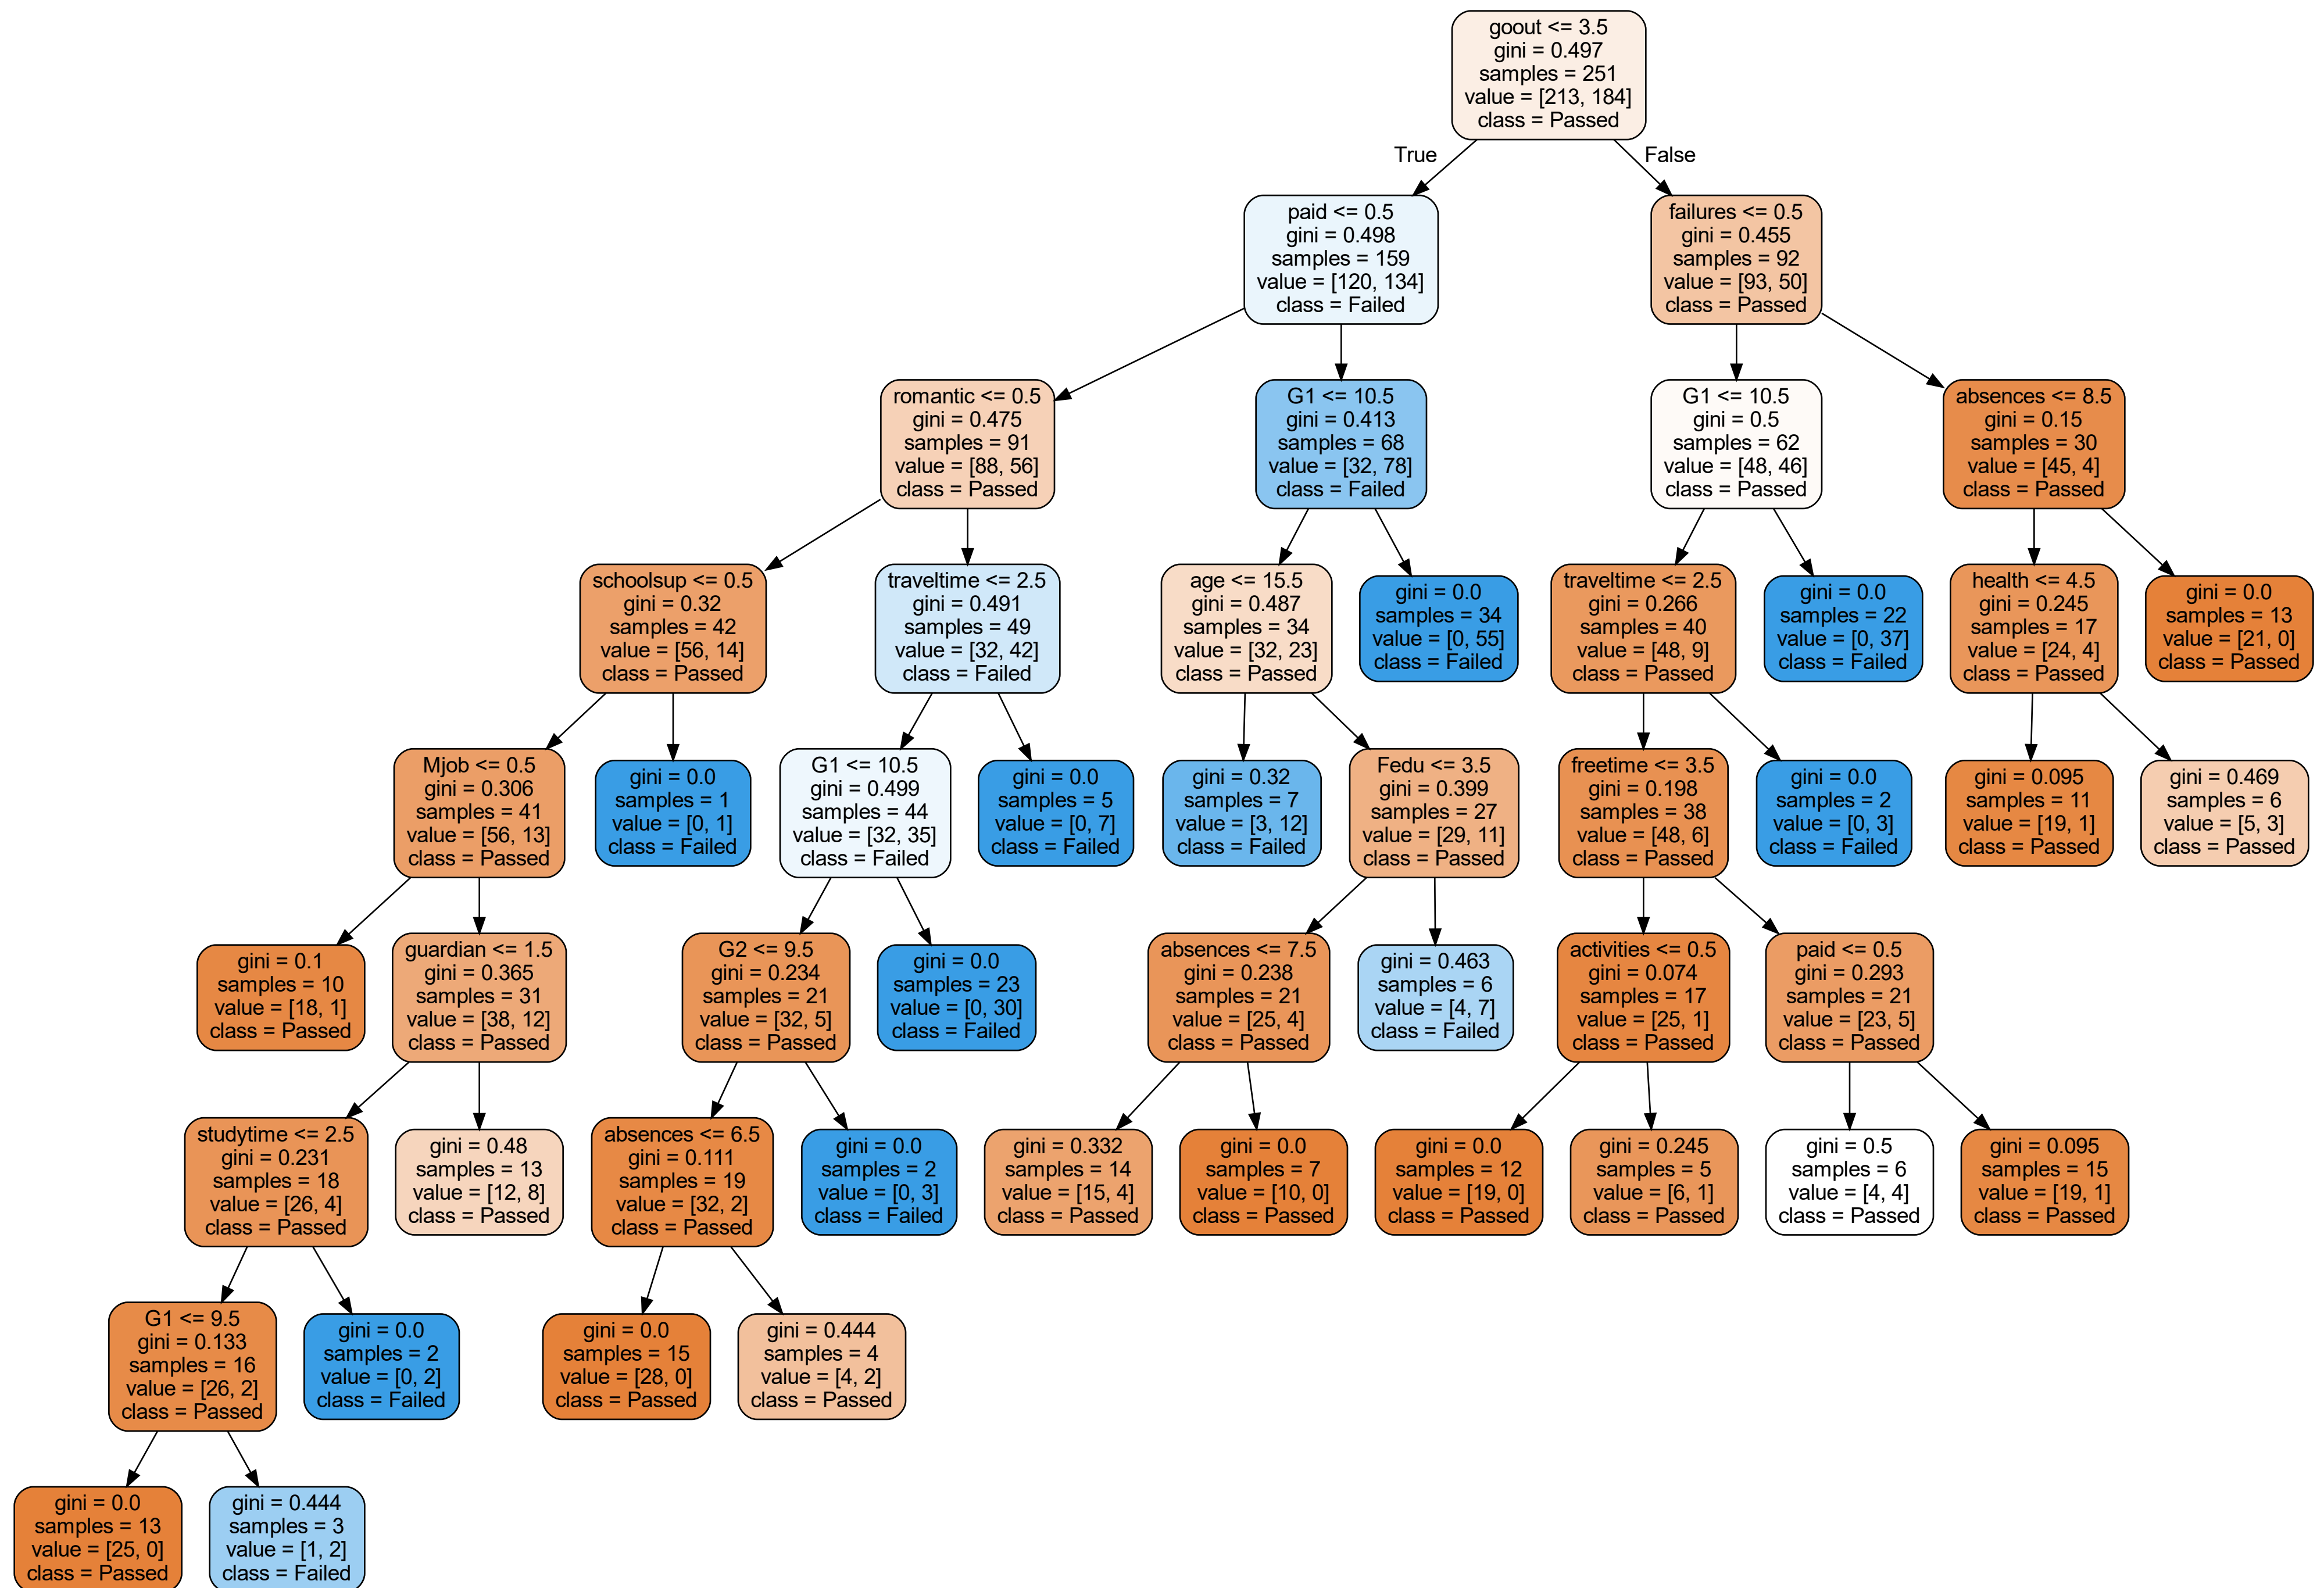 goout <= 3.5
gini = 0.497
samples = 251
value = [213, 184]
class = Passed
True
False
paid <= 0.5
gini = 0.498
samples = 159
value = [120, 134]
class = Failed
failures <= 0.5
gini = 0.455
samples = 92
value = [93, 50]
class = Passed
romantic <= 0.5
gini = 0.475
samples = 91
value = [88, 56]
class = Passed
G1 <= 10.5
gini = 0.413
samples = 68
value = [32, 78]
class = Failed
G1 <= 10.5
gini = 0.5
samples = 62
value = [48, 46]
class = Passed
absences <= 8.5
gini = 0.15
samples = 30
value = [45, 4]
class = Passed
schoolsup <= 0.5
gini = 0.32
samples = 42
value = [56, 14]
class = Passed
traveltime <= 2.5
gini = 0.491
samples = 49
value = [32, 42]
class = Failed
age <= 15.5
gini = 0.487
samples = 34
value = [32, 23]
class = Passed
gini = 0.0
samples = 34
value = [0, 55]
class = Failed
traveltime <= 2.5
gini = 0.266
samples = 40
value = [48, 9]
class = Passed
gini = 0.0
samples = 22
value = [0, 37]
class = Failed
health <= 4.5
gini = 0.245
samples = 17
value = [24, 4]
class = Passed
gini = 0.0
samples = 13
value = [21, 0]
class = Passed
Mjob <= 0.5
gini = 0.306
samples = 41
value = [56, 13]
class = Passed
gini = 0.0
samples = 1
value = [0, 1]
class = Failed
G1 <= 10.5
gini = 0.499
samples = 44
value = [32, 35]
class = Failed
gini = 0.0
samples = 5
value = [0, 7]
class = Failed
gini = 0.32
samples = 7
value = [3, 12]
class = Failed
Fedu <= 3.5
gini = 0.399
samples = 27
value = [29, 11]
class = Passed
freetime <= 3.5
gini = 0.198
samples = 38
value = [48, 6]
class = Passed
gini = 0.0
samples = 2
value = [0, 3]
class = Failed
gini = 0.095
samples = 11
value = [19, 1]
class = Passed
gini = 0.469
samples = 6
value = [5, 3]
class = Passed
gini = 0.1
samples = 10
value = [18, 1]
class = Passed
guardian <= 1.5
gini = 0.365
samples = 31
value = [38, 12]
class = Passed
G2 <= 9.5
gini = 0.234
samples = 21
value = [32, 5]
class = Passed
gini = 0.0
samples = 23
value = [0, 30]
class = Failed
absences <= 7.5
gini = 0.238
samples = 21
value = [25, 4]
class = Passed
gini = 0.463
samples = 6
value = [4, 7]
class = Failed
activities <= 0.5
gini = 0.074
samples = 17
value = [25, 1]
class = Passed
paid <= 0.5
gini = 0.293
samples = 21
value = [23, 5]
class = Passed
studytime <= 2.5
gini = 0.231
samples = 18
value = [26, 4]
class = Passed
gini = 0.48
samples = 13
value = [12, 8]
class = Passed
absences <= 6.5
gini = 0.111
samples = 19
value = [32, 2]
class = Passed
gini = 0.0
samples = 2
value = [0, 3]
class = Failed
gini = 0.332
samples = 14
value = [15, 4]
class = Passed
gini = 0.0
samples = 7
value = [10, 0]
class = Passed
gini = 0.0
samples = 12
value = [19, 0]
class = Passed
gini = 0.245
samples = 5
value = [6, 1]
class = Passed
gini = 0.5
samples = 6
value = [4, 4]
class = Passed
gini = 0.095
samples = 15
value = [19, 1]
class = Passed
G1 <= 9.5
gini = 0.133
samples = 16
value = [26, 2]
class = Passed
gini = 0.0
samples = 2
value = [0, 2]
class = Failed
gini = 0.0
samples = 15
value = [28, 0]
class = Passed
gini = 0.444
samples = 4
value = [4, 2]
class = Passed
gini = 0.0
samples = 13
value = [25, 0]
class = Passed
gini = 0.444
samples = 3
value = [1, 2]
class = Failed